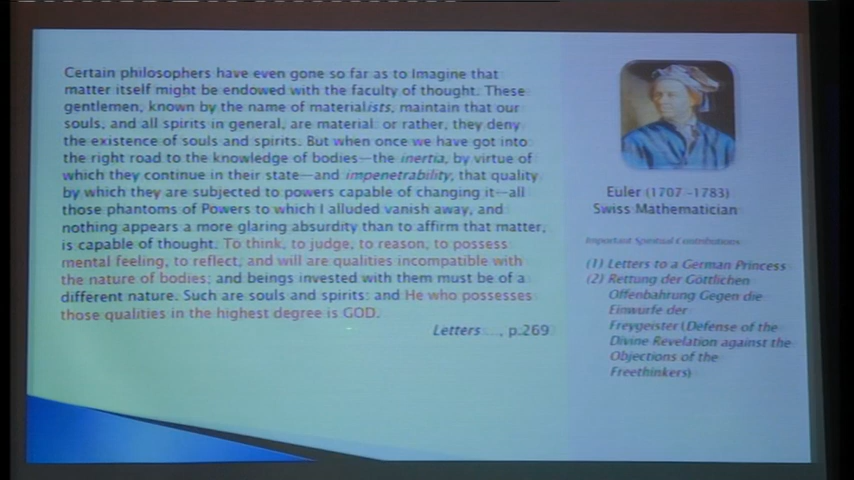 Certain philosophers have even gone so far as to Imagine that
matter itself might be endowed with the faculty of thought. These
gentlemen, known by the name of materialists, maintain that our
souls, and all spirits in general, are material: or rather, they deny
the existence of souls and spirits. But when once we have got into
the right road to the knowledge of bodies—the inertia, by virtue of
which they continue in their state—and impenetrability, that quality
by which they are subjected to powers capable of changing it—all
those phantoms of Powers to which I alluded vanish away, and
nothing appears a more glaring absurdity than to affirm that matter,
is capable of thought. To think, to judge, to reason, to possess
mental feeling, to reflect, and will are qualities incompatible with
the nature of bodies; and beings invested with them must be of a
different nature. Such are souls and spirits: and He who possesses
those qualities in the highest degree is GOD.
Letters ..., p.269
Euler (1707 -1783)
Swiss Mathematician
Important Spiritual Contributions
(1) Letters to a German Princess
(2) Rettung der Göttlichen
Offenbahrung Gegen die
Einwürfe der
Freygeister (Defense of the
Divine Revelation against the
Objections of the
Freethinkers)